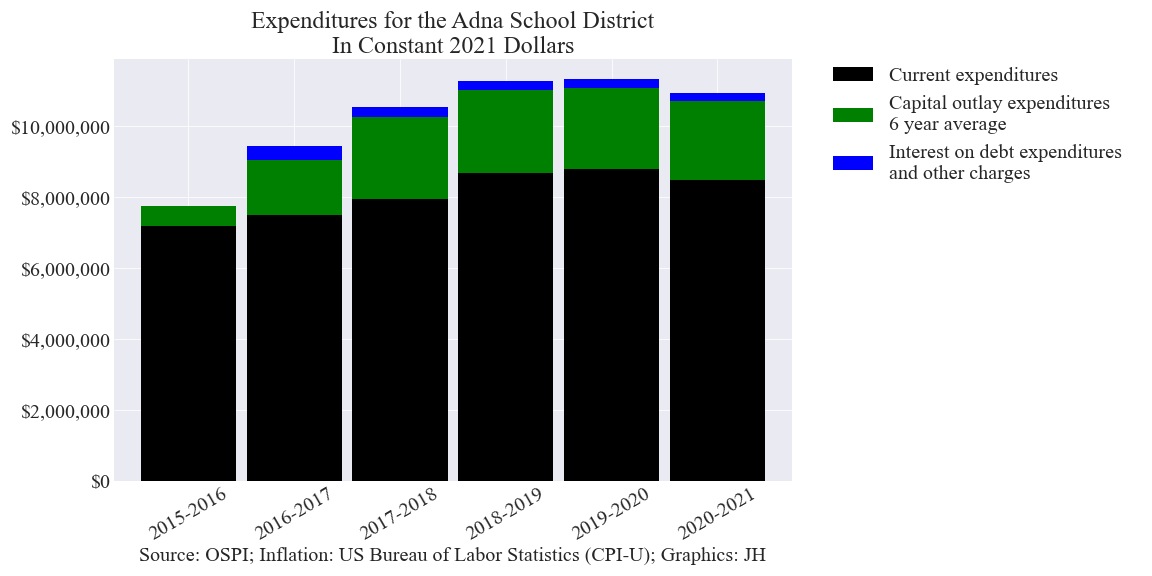 Expenditures for the Adna School District
In Constant 2021 Dollars
Current expenditures
Capital outlay expenditures
6 year average
Interest on debt expenditures
and other charges
$10,000,000
$8,000,000
$6,000,000
$4,000,000
$2,000,000
$0
2015-2016
2016-2017
2017-2018
2018-2019
2019-2020
2020-2021
Source: OSPI; Inflation: US Bureau of Labor Statistics (CPI-U); Graphics: JH